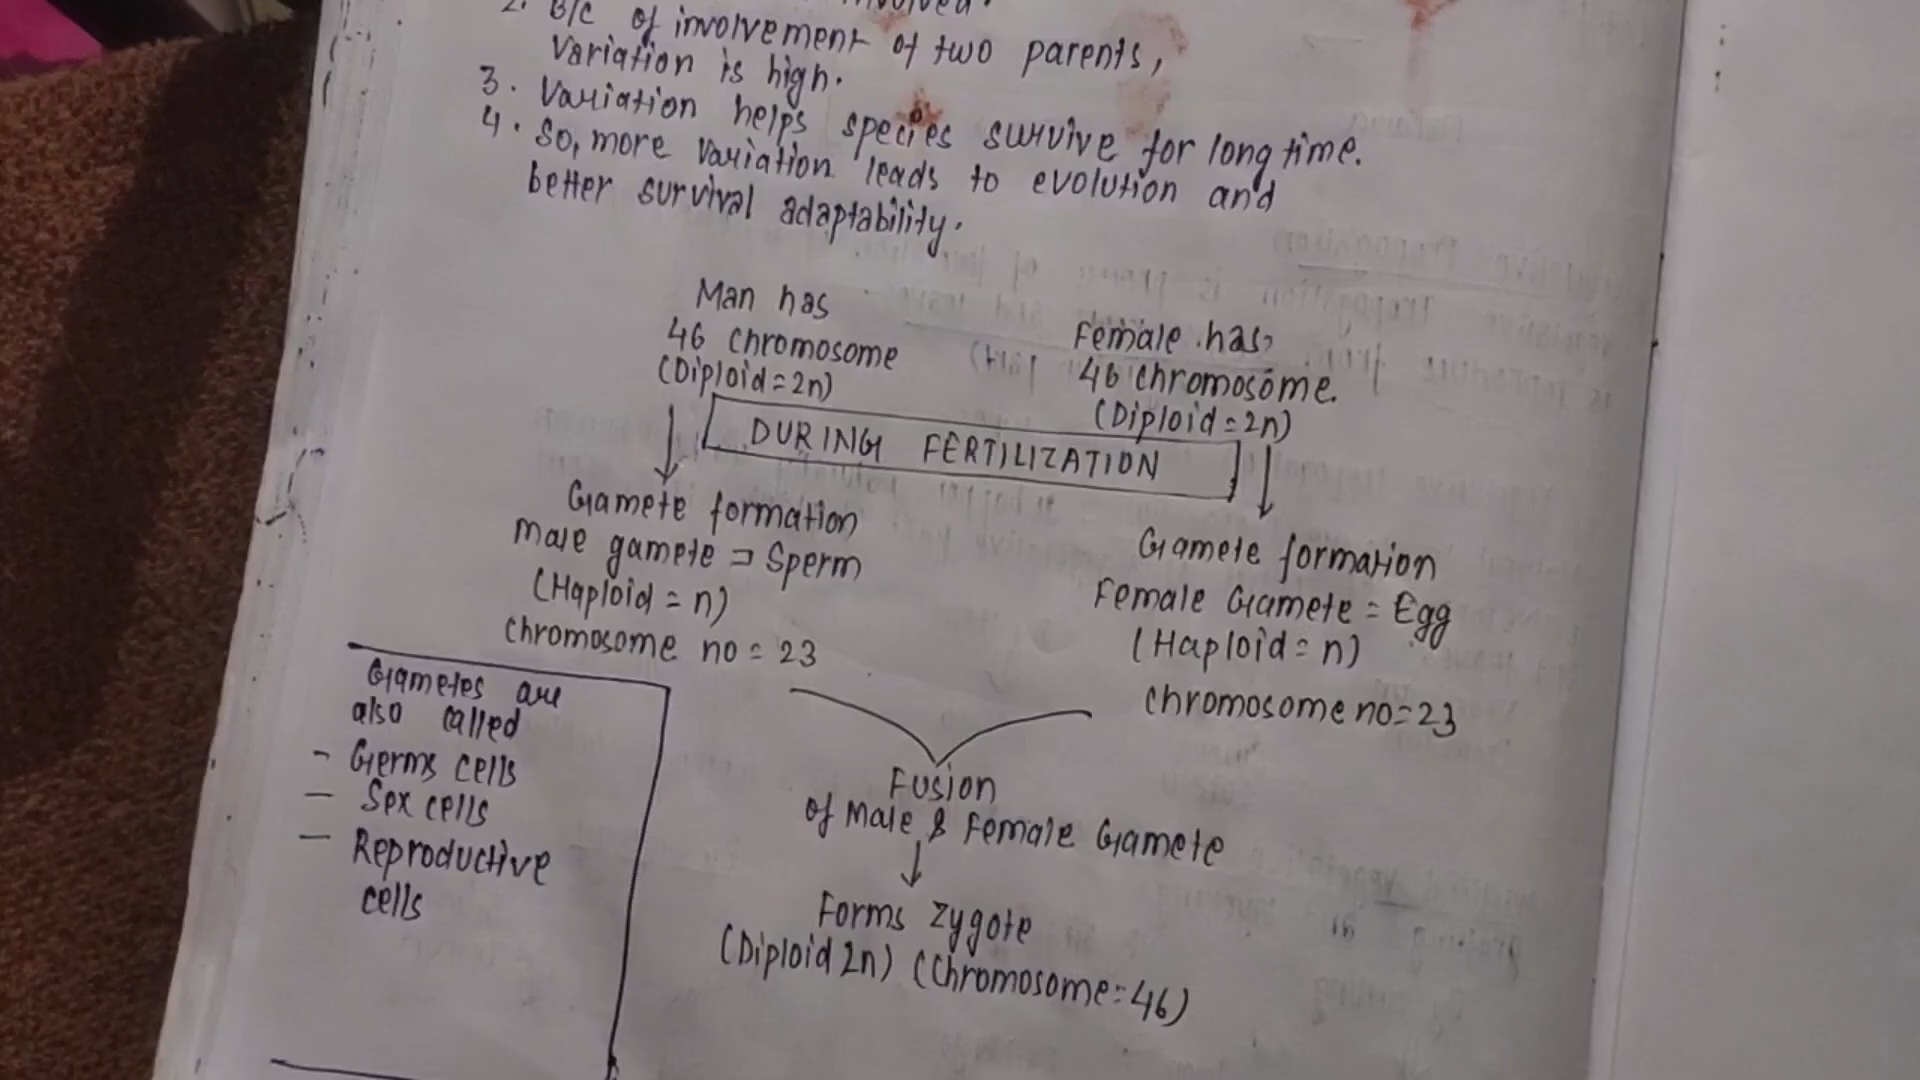 2. B/C of involvement of two parents,
Variation is high.
3. Variation helps species survive for long time.
4. So, more variation leads to evolution and
better survival adaptability.
Man has
46 chromosome
(Diploid = 2n)
Female has
46 chromosome.
(Diploid = 2n)
DURING FERTILIZATION
Gamete formation
Male gamete = Sperm
(Haploid = n)
Chromosome no = 23
Gamete formation
Female Gamete = Egg
(Haploid = n)
Chromosome no = 23
Gametes are
also called
- Germs cells
- Sex cells
- Reproductive
cells
Fusion
of Male & Female Gamete
Forms zygote
(Diploid 2n) (Chromosome = 46)